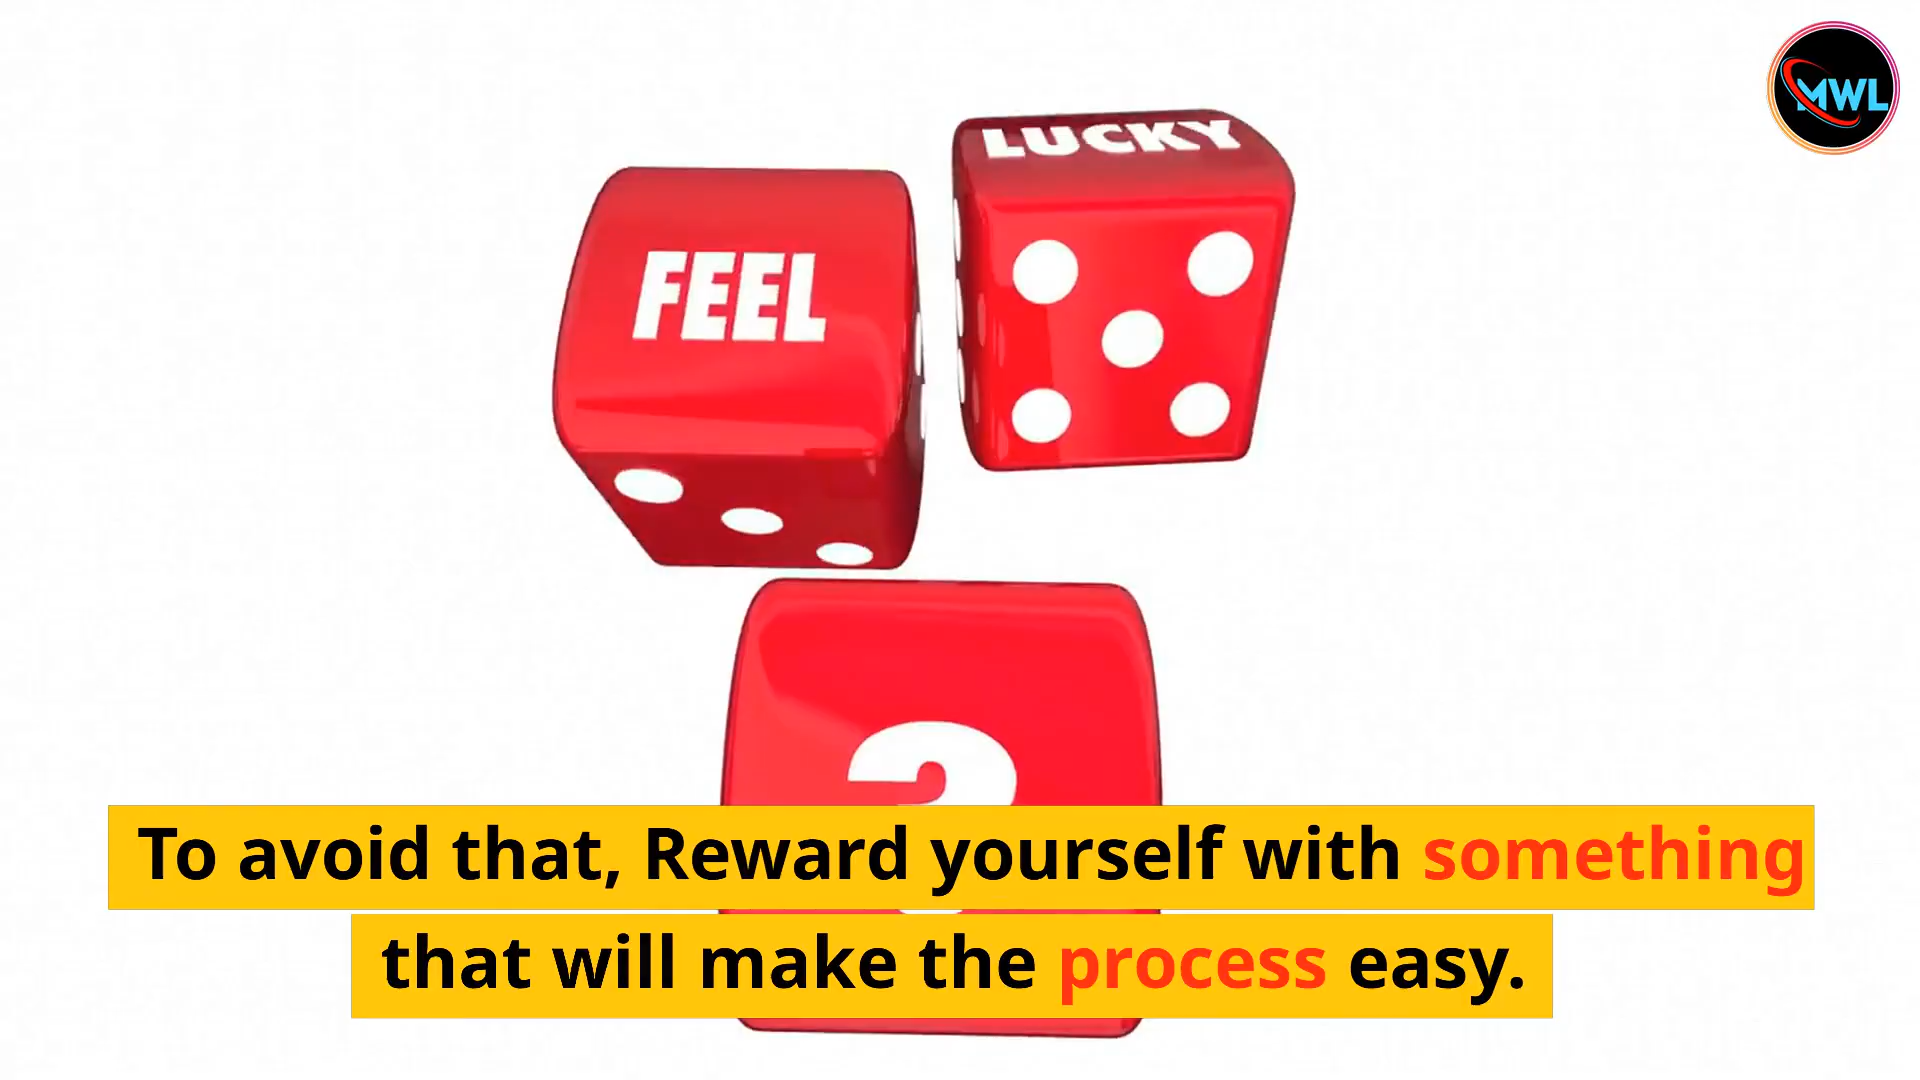 MWL
LUCKY
FEEL
?
To avoid that, Reward yourself with something
that will make the process easy.